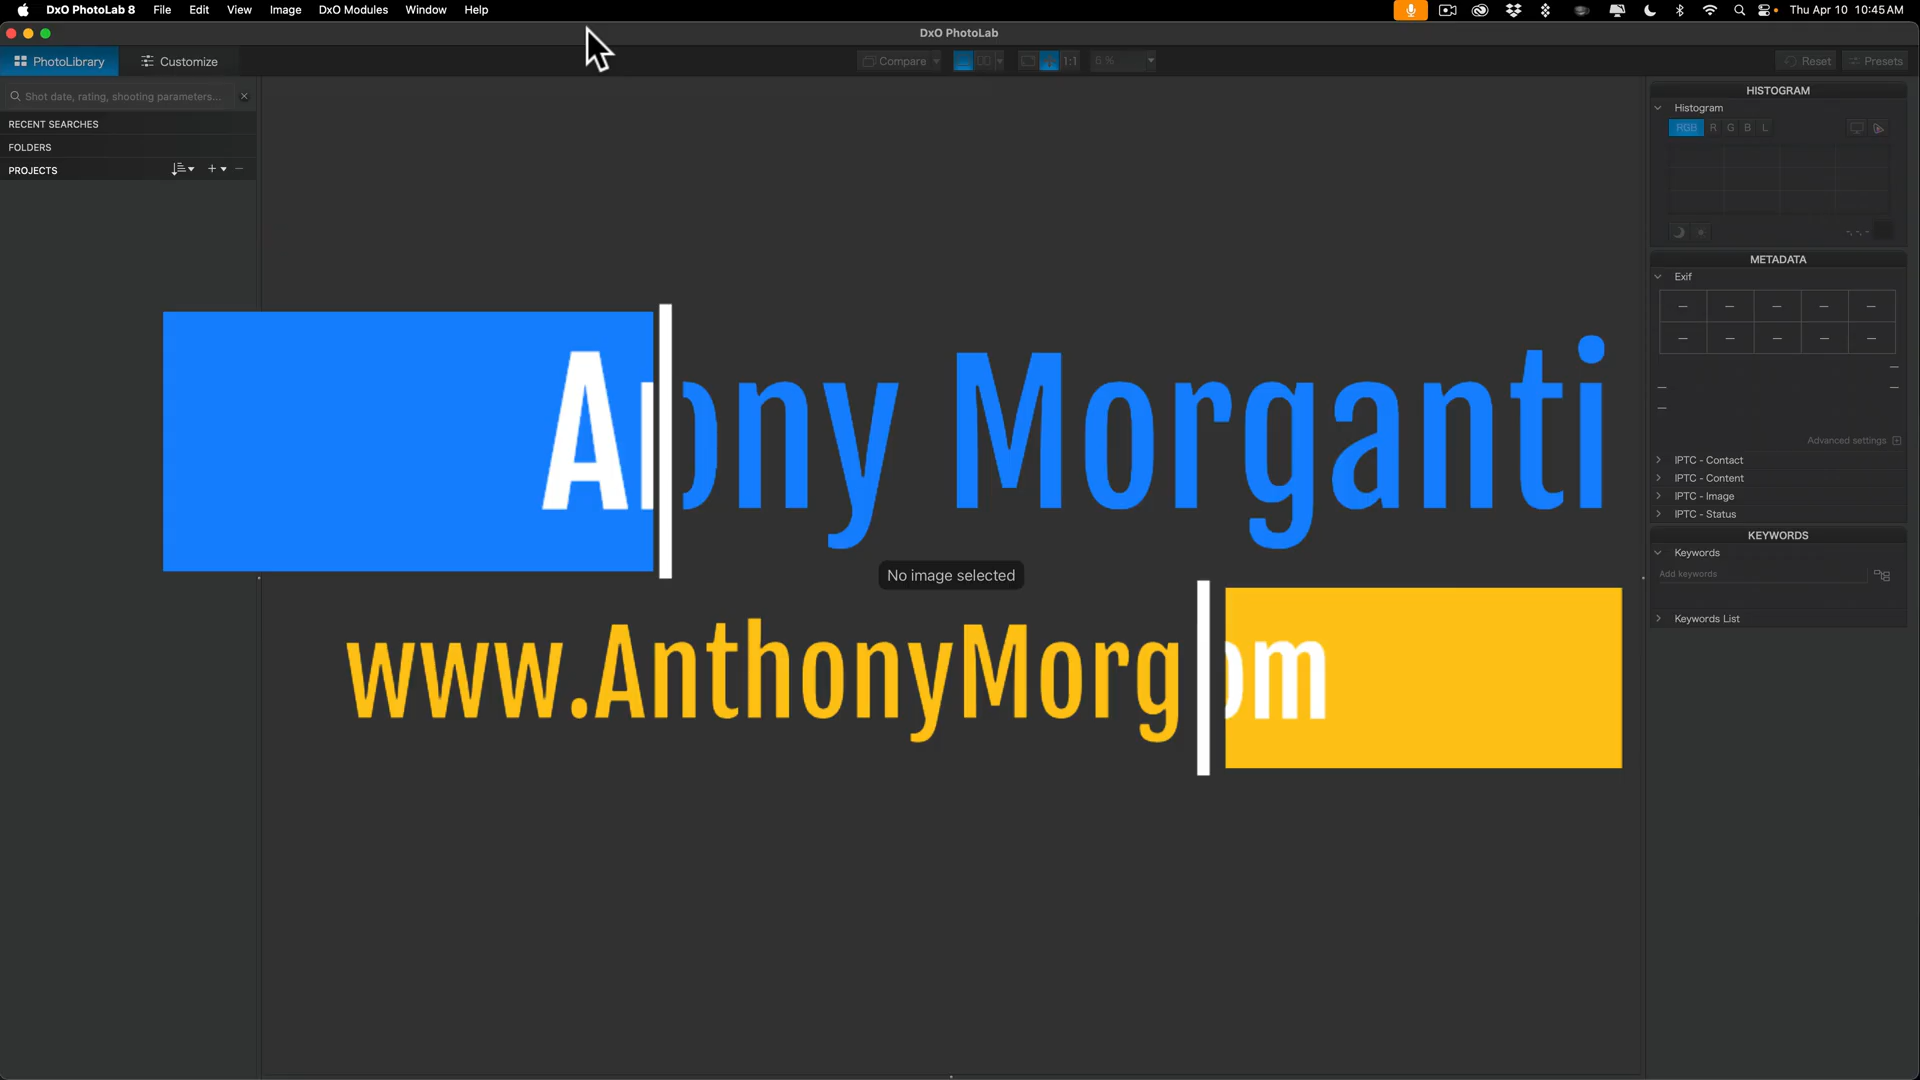 DxO PhotoLab 8 File Edit View Image DxO Modules Window Help Thu Apr 10 10:45 AM
DxO PhotoLab
PhotoLibrary Customize Compare 1:1 6 % Reset Presets
Shot date, rating, shooting parameters...
RECENT SEARCHES
FOLDERS
PROJECTS
HISTOGRAM
Histogram
RGB R G B L
METADATA
Exif
Advanced settings
IPTC - Contact
IPTC - Content
IPTC - Image
IPTC - Status
KEYWORDS
Keywords
Add keywords
Keywords List
ony Morganti
No image selected
www.AnthonyMorg om